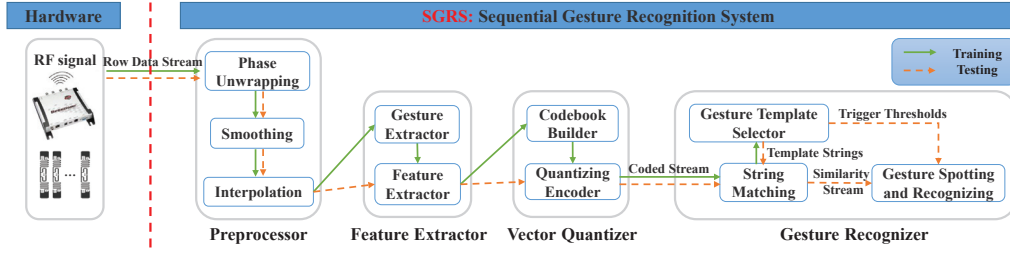 Hardware
SGRS: Sequential Gesture Recognition System
RF signal
Row Data Stream
Phase
Unwrapping
Smoothing
Interpolation
Preprocessor
Gesture
Extractor
Feature
Extractor
Feature Extractor
Codebook
Builder
Quantizing
Encoder
Vector Quantizer
Coded Stream
Gesture Template
Selector
Template Strings
String
Matching
Trigger Thresholds
Similarity
Stream
Gesture Spotting
and Recognizing
Gesture Recognizer
Training
Testing